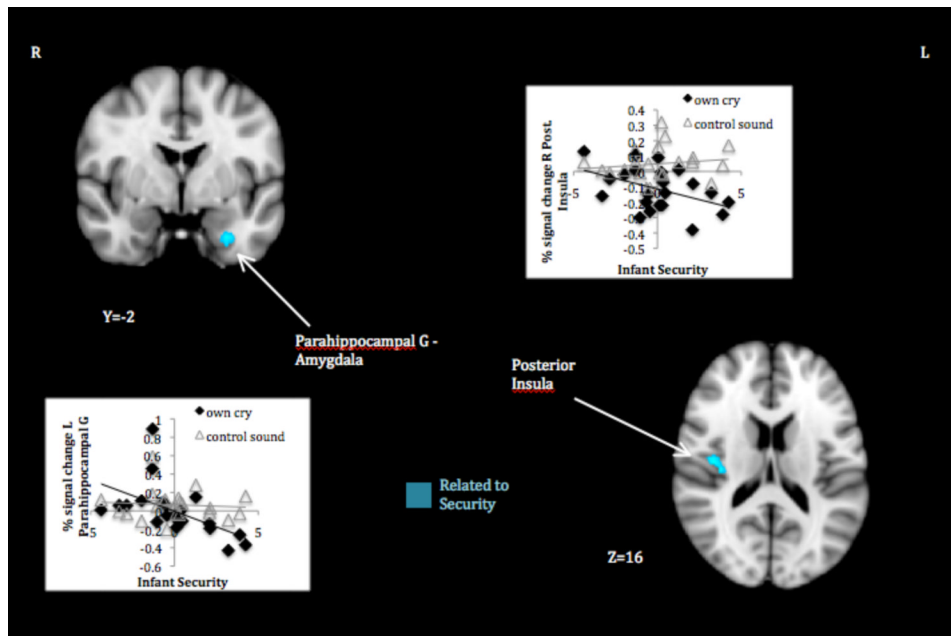 R
L
Y=-2
Parahippocampal G -
Amygdala
% signal change R Post.
Insula
0.4
0.3
0.2
0.1
0
-0.1
-0.2
-0.3
-0.4
-0.5
-5
5
own cry
control sound
Infant Security
% signal change L
Parahippocampal G
1
0.8
0.6
0.4
0.2
0
-0.2
-0.4
-0.6
-5
5
own cry
control sound
Infant Security
Related to
Security
Posterior
Insula
Z=16